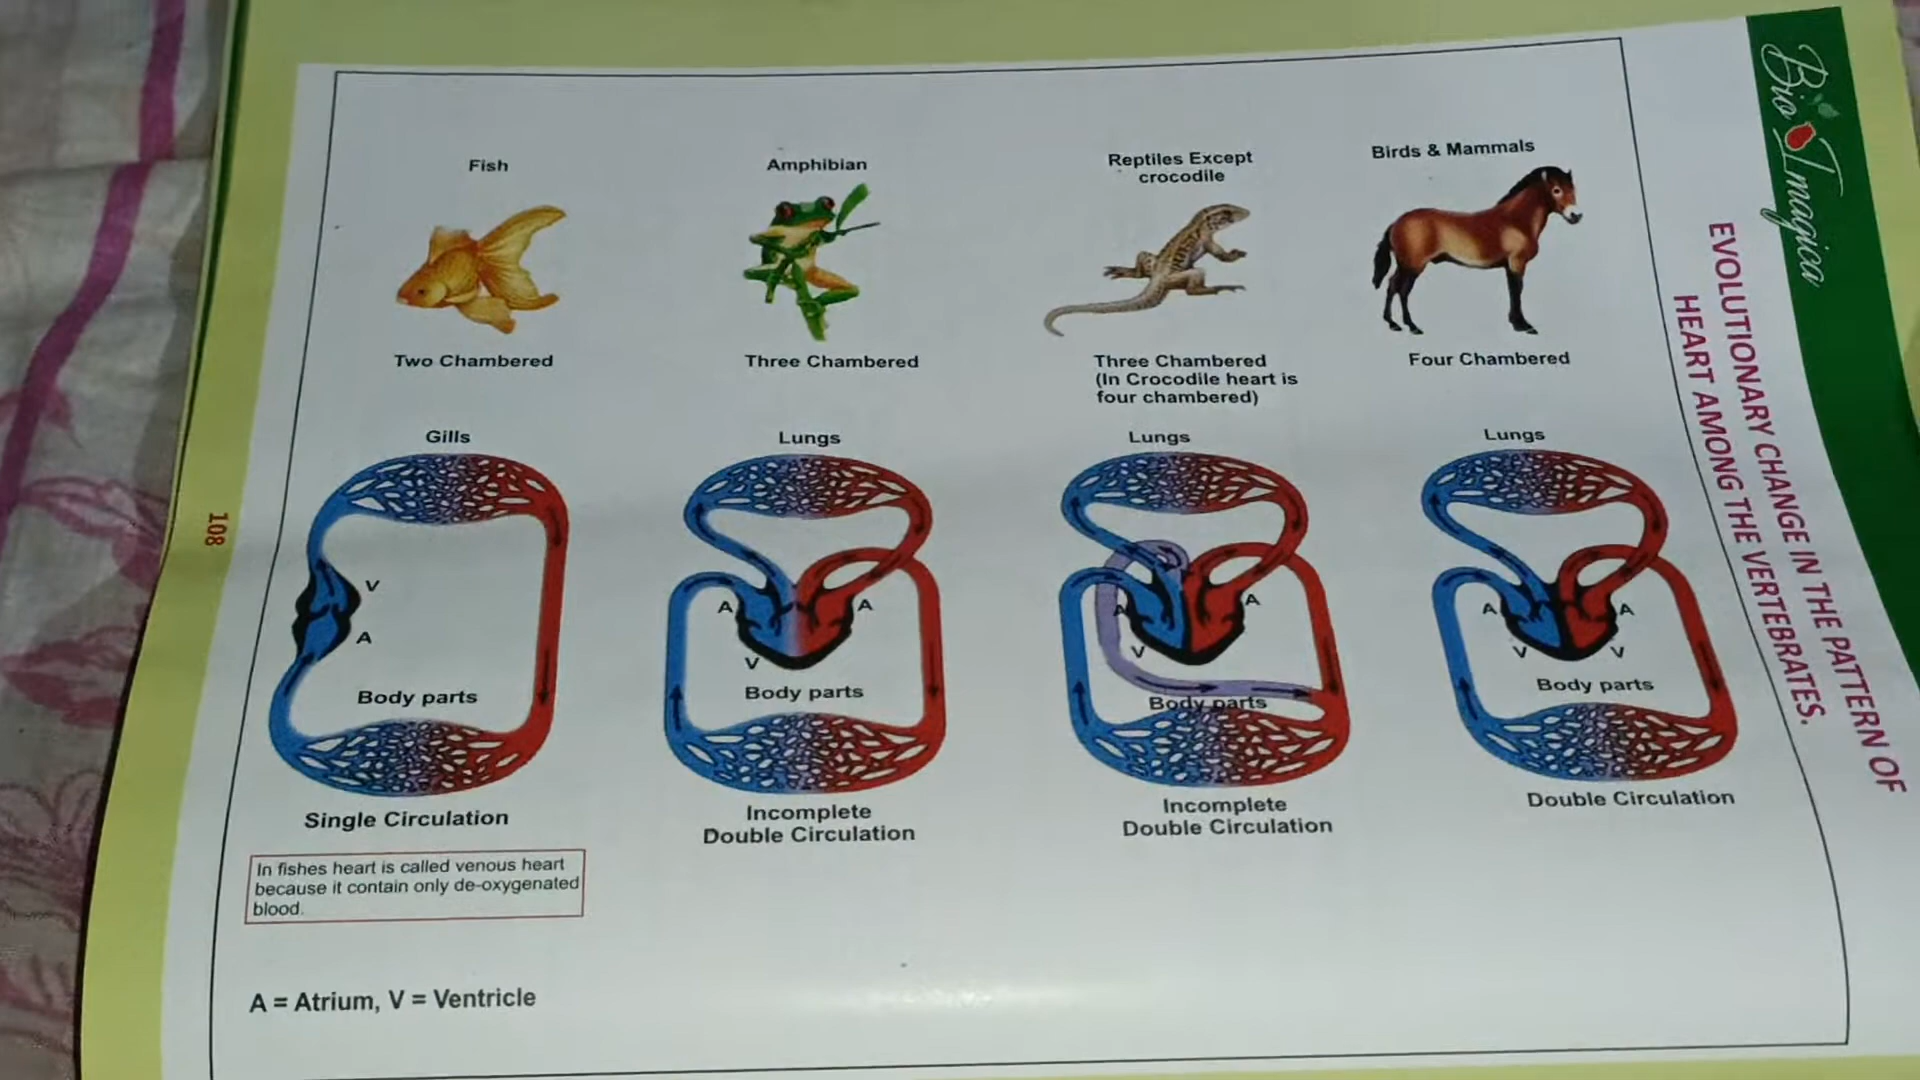 Bio Imagica
EVOLUTIONARY CHANGE IN THE PATTERN OF
HEART AMONG THE VERTEBRATES.
Fish
Two Chambered
Gills
V
A
Body parts
Single Circulation
In fishes heart is called venous heart
because it contain only de-oxygenated
blood.
Amphibian
Three Chambered
Lungs
A
A
V
Body parts
Incomplete
Double Circulation
Reptiles Except
crocodile
Three Chambered
(In Crocodile heart is
four chambered)
Lungs
A
A
V
Body parts
Incomplete
Double Circulation
Birds & Mammals
Four Chambered
Lungs
A
A
V
V
Body parts
Double Circulation
A = Atrium, V = Ventricle
108